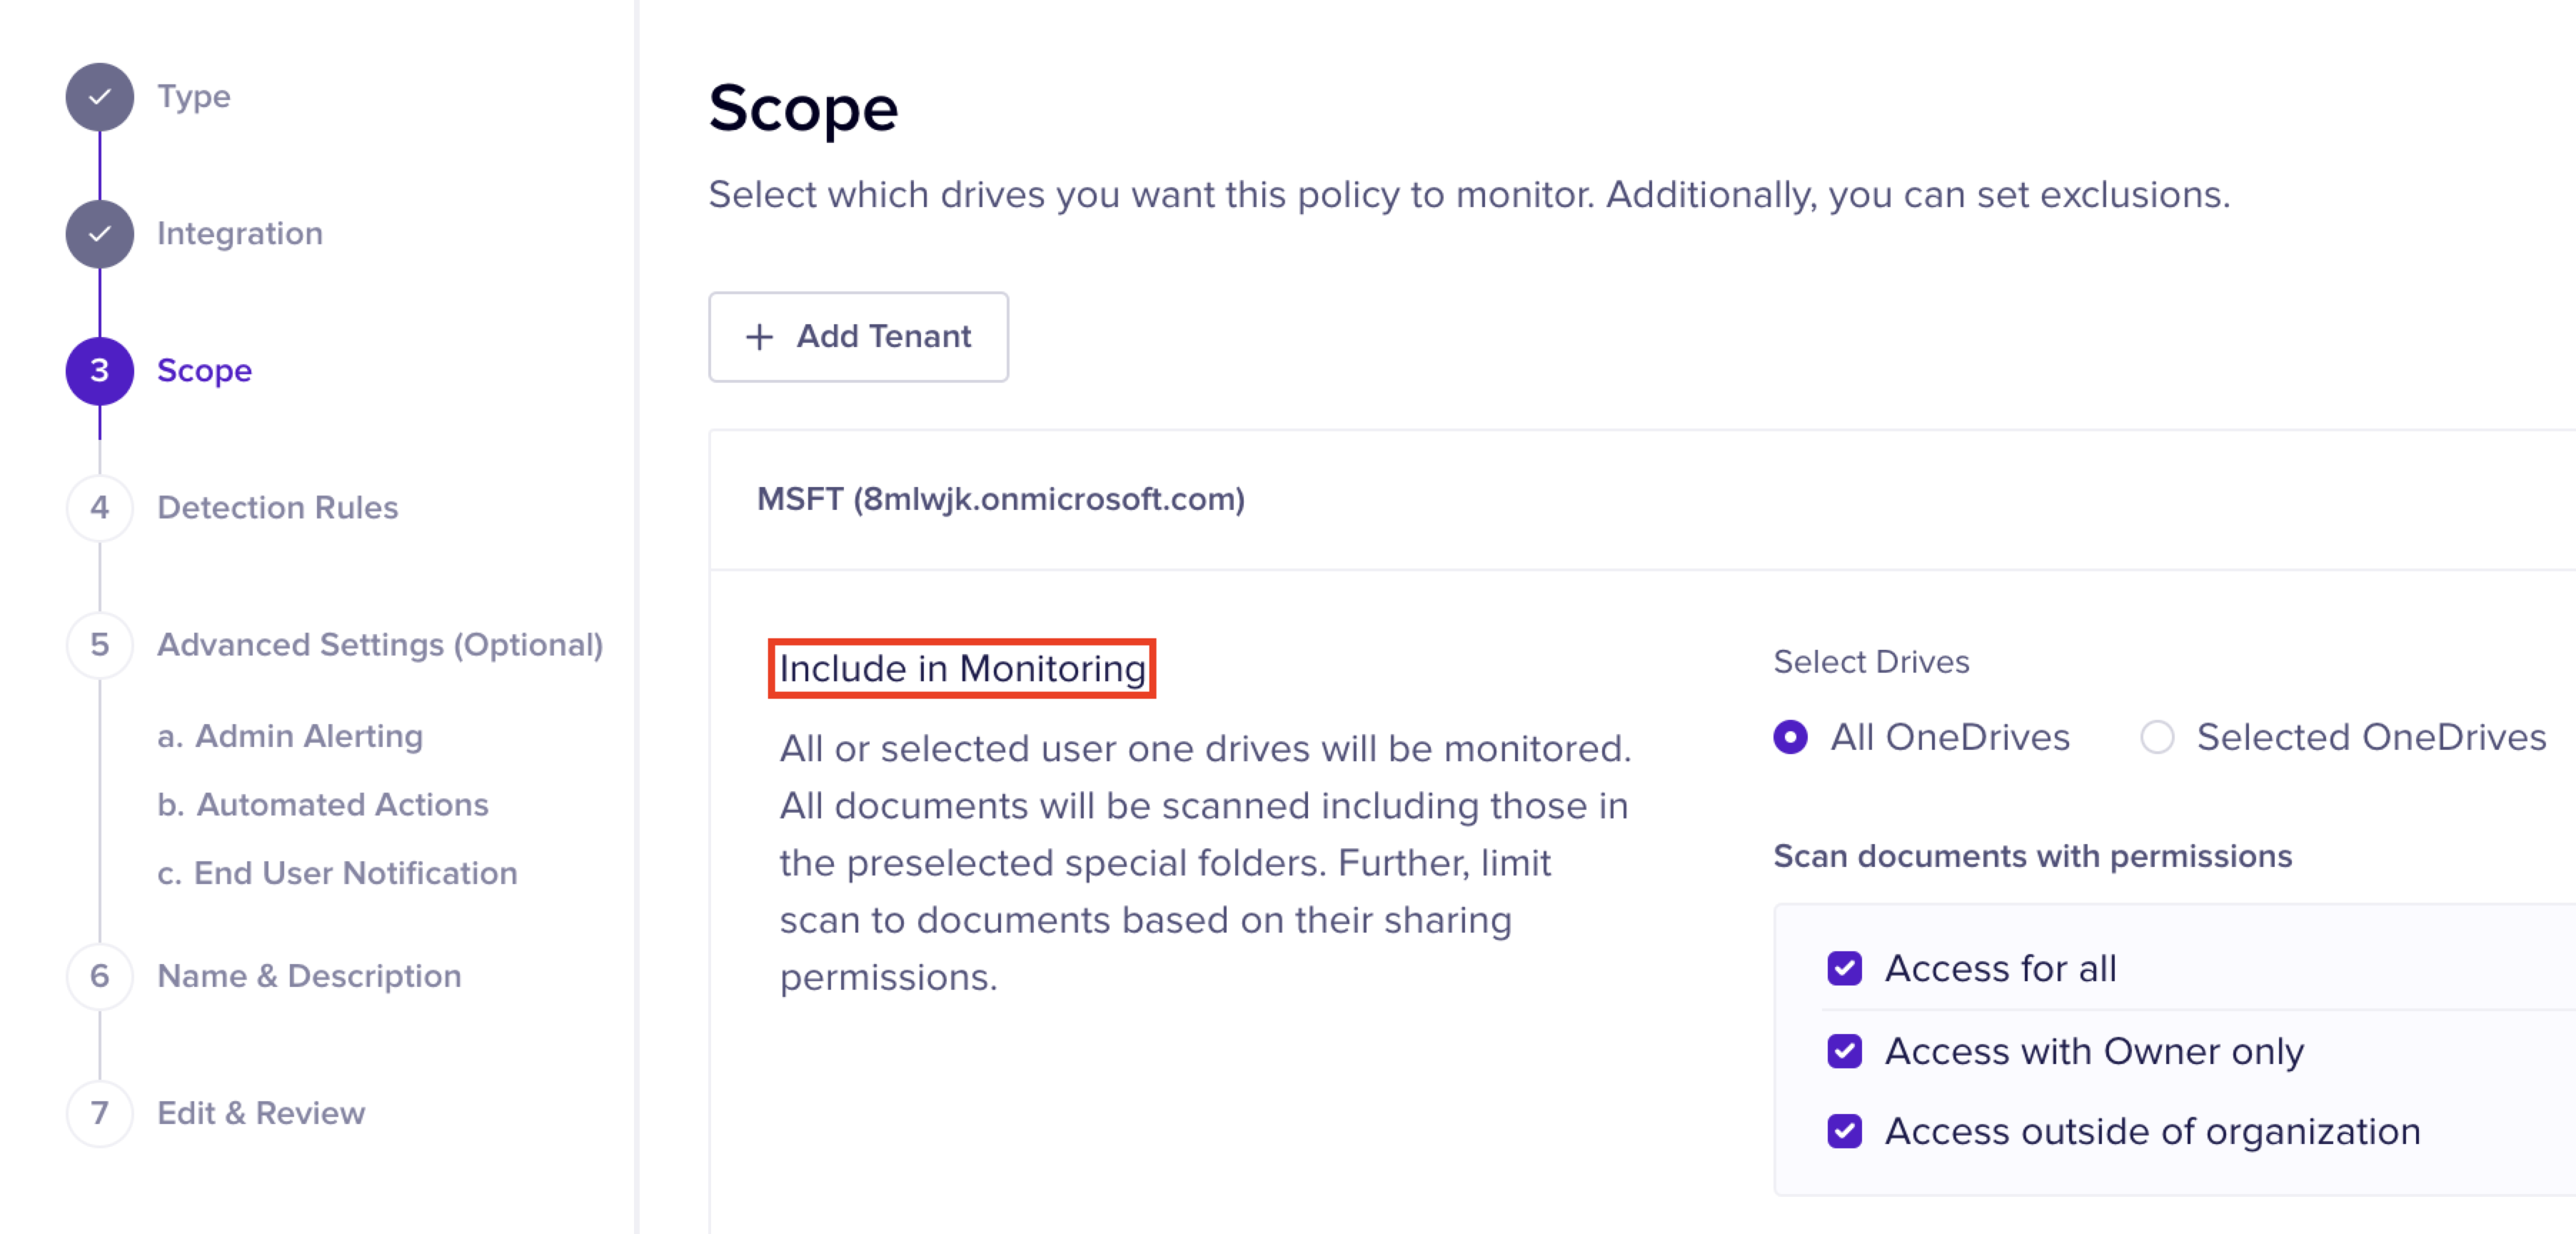 Type
Integration
3 Scope
4 Detection Rules
5 Advanced Settings (Optional)
a. Admin Alerting
b. Automated Actions
c. End User Notification
6 Name & Description
7 Edit & Review
Scope
Select which drives you want this policy to monitor. Additionally, you can set exclusions.
+ Add Tenant
MSFT (8mlwjk.onmicrosoft.com)
Include in Monitoring
All or selected user one drives will be monitored.
All documents will be scanned including those in
the preselected special folders. Further, limit
scan to documents based on their sharing
permissions.
Select Drives
All OneDrives Selected OneDrives
Scan documents with permissions
Access for all
Access with Owner only
Access outside of organization